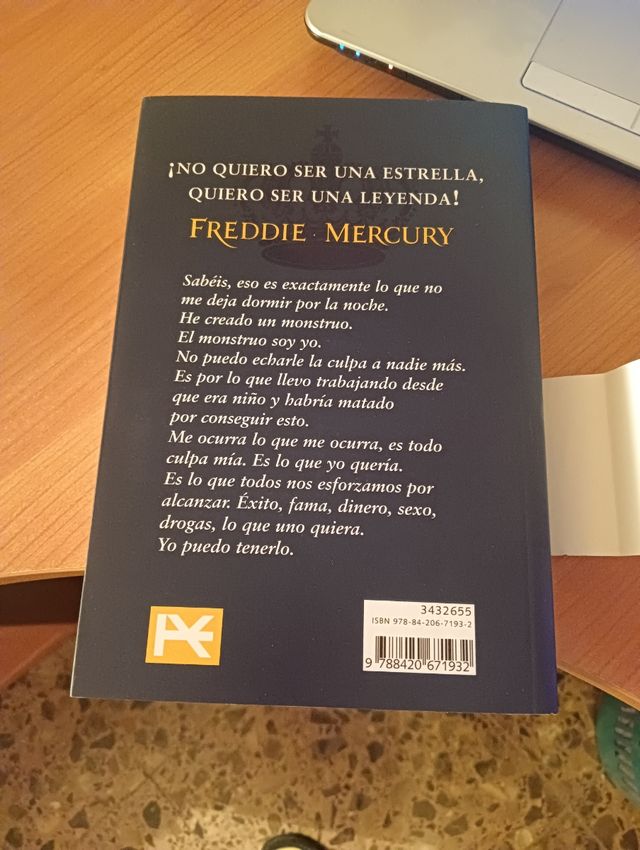 ¡NO QUIERO SER UNA ESTRELLA,
QUIERO SER UNA LEYENDA!
FREDDIE MERCURY
Sabéis, eso es exactamente lo que no
me deja dormir por la noche.
He creado un monstruo.
El monstruo soy yo.
No puedo echarle la culpa a nadie más.
Es por lo que llevo trabajando desde
que era niño y habría matado
por conseguir esto.
Me ocurra lo que me ocurra, es todo
culpa mía. Es lo que yo quería.
Es lo que todos nos esforzamos por
alcanzar. Éxito, fama, dinero, sexo,
drogas, lo que uno quiera.
Yo puedo tenerlo.
3432655
ISBN 978-84-206-7193-2
9 788420 671932